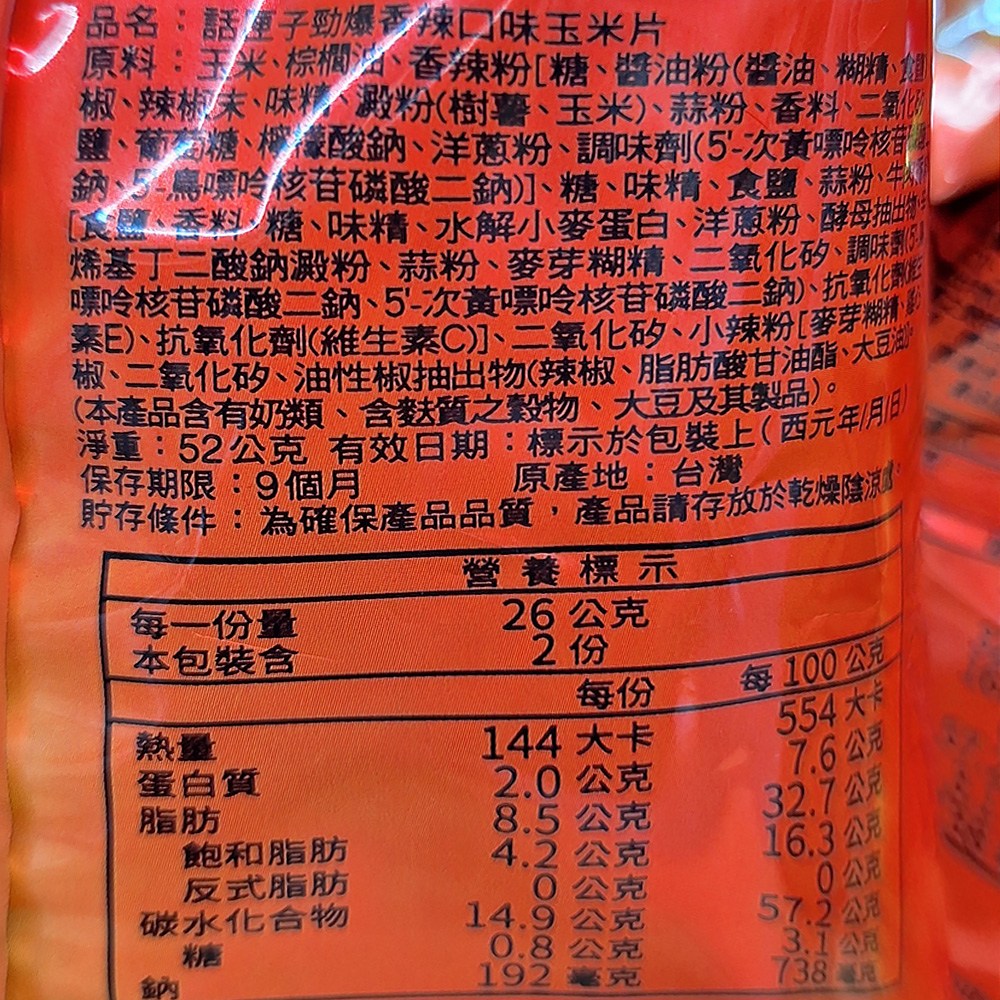 品名：話匣子勁爆香辣口味玉米片
原料：玉米、棕櫚油、香辣粉[糖、醬油粉(醬油、糊精、食鹽
椒、辣椒末、味精、澱粉(樹薯、玉米)、蒜粉、香料、二氧化矽
鹽、葡萄糖、檸檬酸鈉、洋蔥粉、調味劑(5'-次黃嘌呤核苷
鈉、5'-鳥嘌呤核苷磷酸二鈉)]、糖、味精、食鹽、蒜粉、牛
[食鹽、香料、糖、味精、水解小麥蛋白、洋蔥粉、酵母抽出物、
烯基丁二酸鈉澱粉、蒜粉、麥芽糊精、二氧化矽、調味劑(5'-
嘌呤核苷磷酸二鈉、5'-次黃嘌呤核苷磷酸二鈉)、抗氧化劑(維生
素E)、抗氧化劑(維生素C)]、二氧化矽、小辣粉[麥芽糊精、
椒、二氧化矽、油性椒抽出物(辣椒、脂肪酸甘油酯、大豆油)]。
(本產品含有奶類、含麩質之穀物、大豆及其製品)。
淨重：52公克 有效日期：標示於包裝上(西元年/月/日)
保存期限：9個月 原產地：台灣
貯存條件：為確保產品品質，產品請存放於乾燥陰涼處。
營養標示
每一份量 26 公克
本包裝含 2 份
每份 每 100 公克
熱量 144 大卡 554 大卡
蛋白質 2.0 公克 7.6 公克
脂肪 8.5 公克 32.7 公克
飽和脂肪 4.2 公克 16.3 公克
反式脂肪 0 公克 0 公克
碳水化合物 14.9 公克 57.2 公克
糖 0.8 公克 3.1 公克
鈉 192 毫克 738 毫克